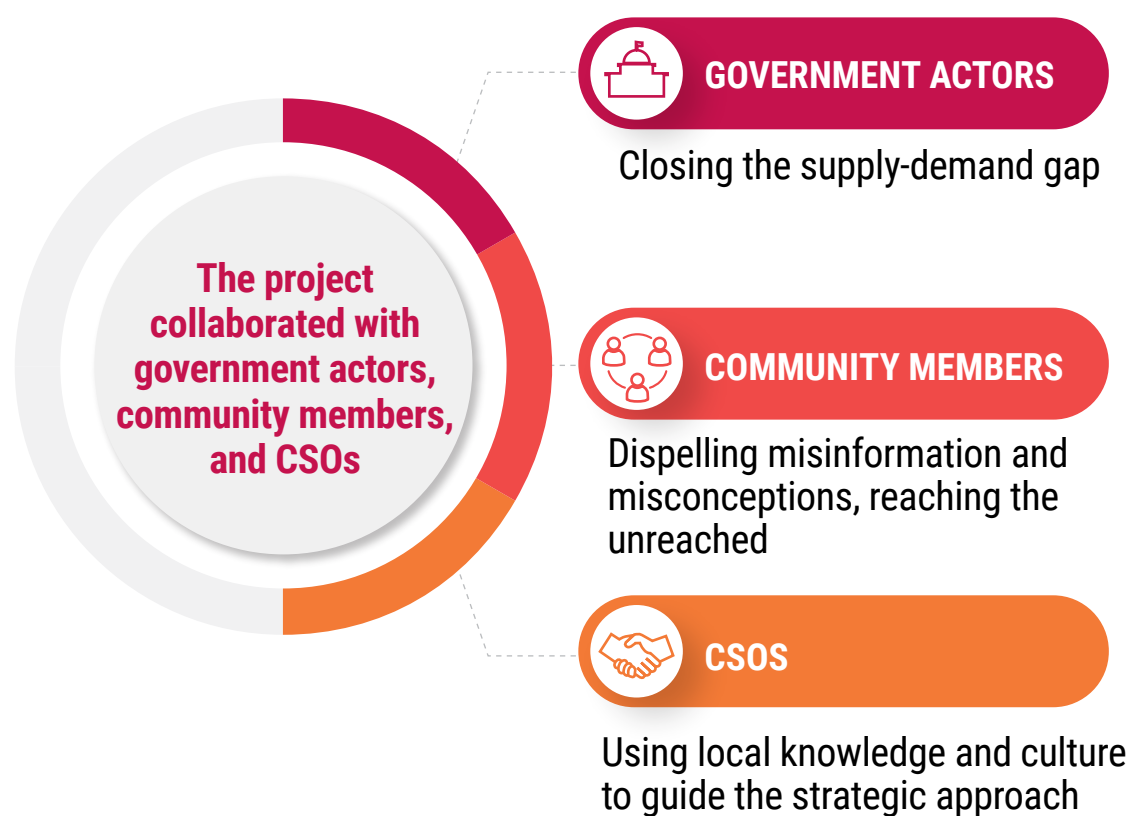 The project
collaborated with
government actors,
community members,
and CSOs
GOVERNMENT ACTORS
Closing the supply-demand gap
COMMUNITY MEMBERS
Dispelling misinformation and
misconceptions, reaching the
unreached
CSOS
Using local knowledge and culture
to guide the strategic approach